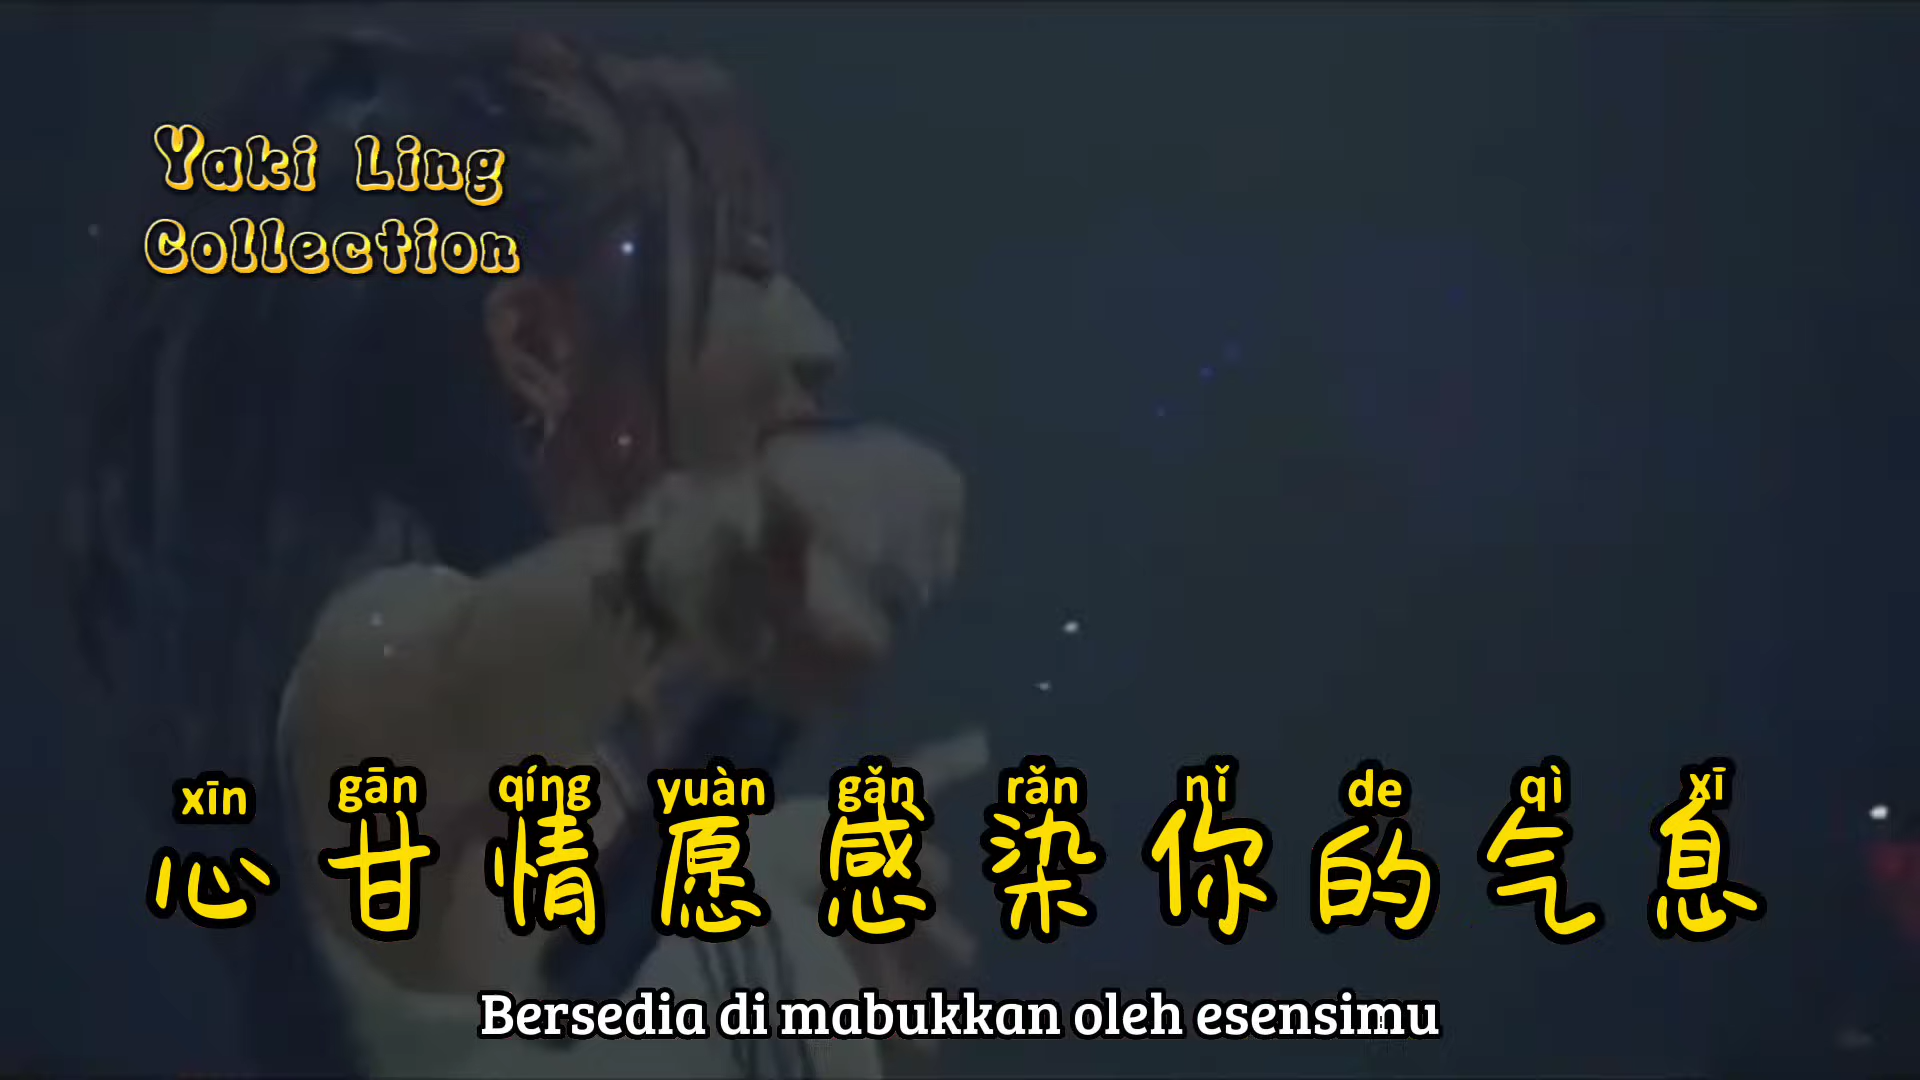 Yaki Ling
Collection
xīn gān qíng yuàn gǎn rǎn nǐ de qì xī
心甘情愿感染你的气息
Bersedia di mabukkan oleh esensimu